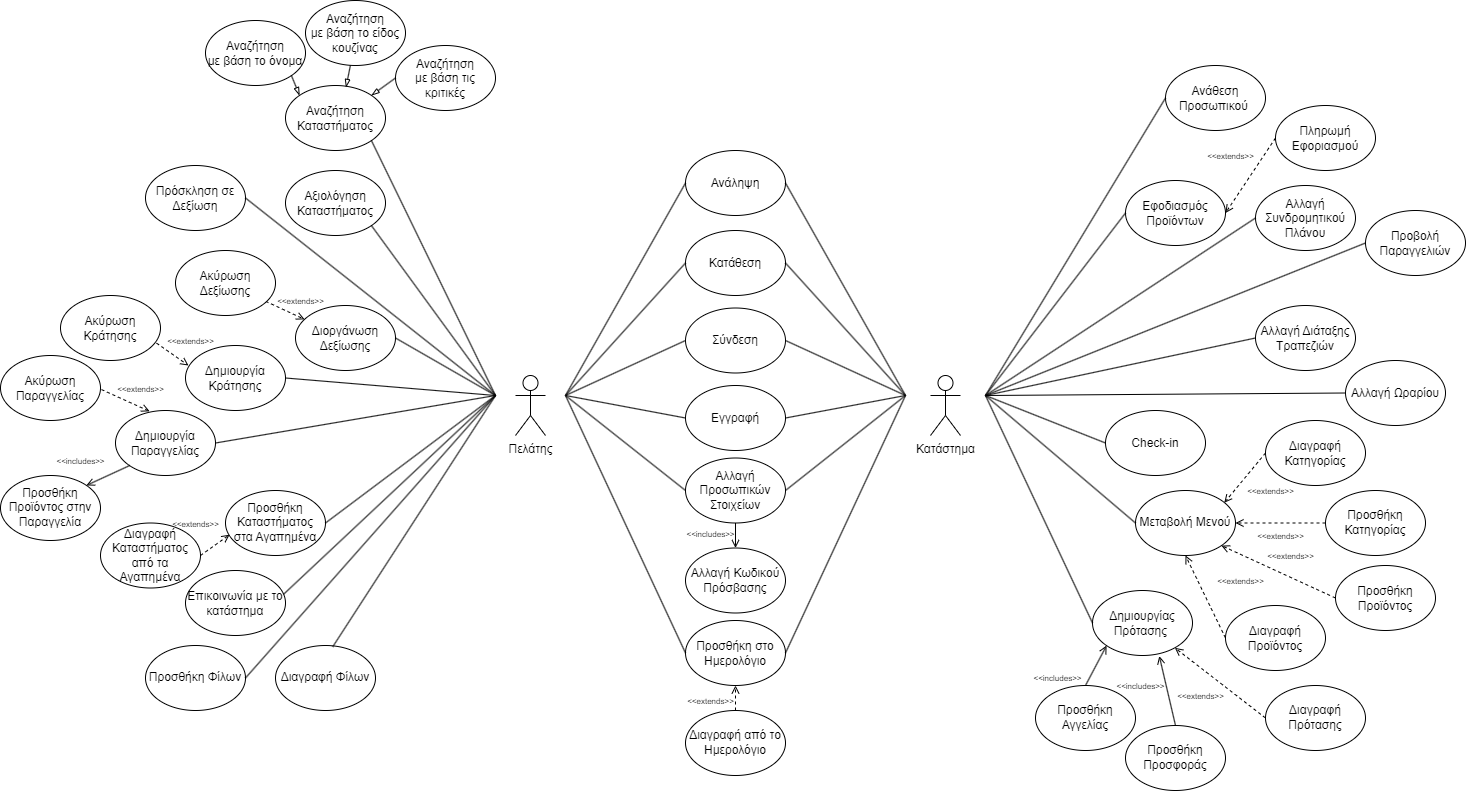 Αναζήτηση
με βάση το όνομα
Αναζήτηση
με βάση το είδος
κουζίνας
Αναζήτηση
με βάση τις
κριτικές
Αναζήτηση
Καταστήματος
Πρόσκληση σε
Δεξίωση
Αξιολόγηση
Καταστήματος
Ακύρωση
Δεξίωσης
<<extends>>
Διοργάνωση
Δεξίωσης
Ακύρωση
Κράτησης
<<extends>>
Δημιουργία
Κράτησης
Ακύρωση
Παραγγελίας
<<extends>>
Δημιουργία
Παραγγελίας
<<includes>>
Προσθήκη
Προϊόντος στην
Παραγγελία
Προσθήκη
Καταστήματος
στα Αγαπημένα
<<extends>>
Διαγραφή
Καταστήματος
από τα
Αγαπημένα
Επικοινωνία με το
κατάστημα
Προσθήκη Φίλων
Διαγραφή Φίλων
Πελάτης
Ανάληψη
Κατάθεση
Σύνδεση
Εγγραφή
Αλλαγή
Προσωπικών
Στοιχείων
<<includes>>
Αλλαγή Κωδικού
Πρόσβασης
Προσθήκη στο
Ημερολόγιο
<<extends>>
Διαγραφή από το
Ημερολόγιο
Κατάστημα
Ανάθεση
Προσωπικού
Πληρωμή
Εφοριασμού
<<extends>>
Εφοδιασμός
Προϊόντων
Αλλαγή
Συνδρομητικού
Πλάνου
Προβολή
Παραγγελιών
Αλλαγή Διάταξης
Τραπεζιών
Αλλαγή Ωραρίου
Check-in
Διαγραφή
Κατηγορίας
<<extends>>
Μεταβολή Μενού
Προσθήκη
Κατηγορίας
<<extends>>
<<extends>>
Προσθήκη
Προϊόντος
<<extends>>
Διαγραφή
Προϊόντος
Δημιουργίας
Πρότασης
<<includes>>
<<includes>>
<<extends>>
Προσθήκη
Αγγελίας
Προσθήκη
Προσφοράς
Διαγραφή
Πρότασης